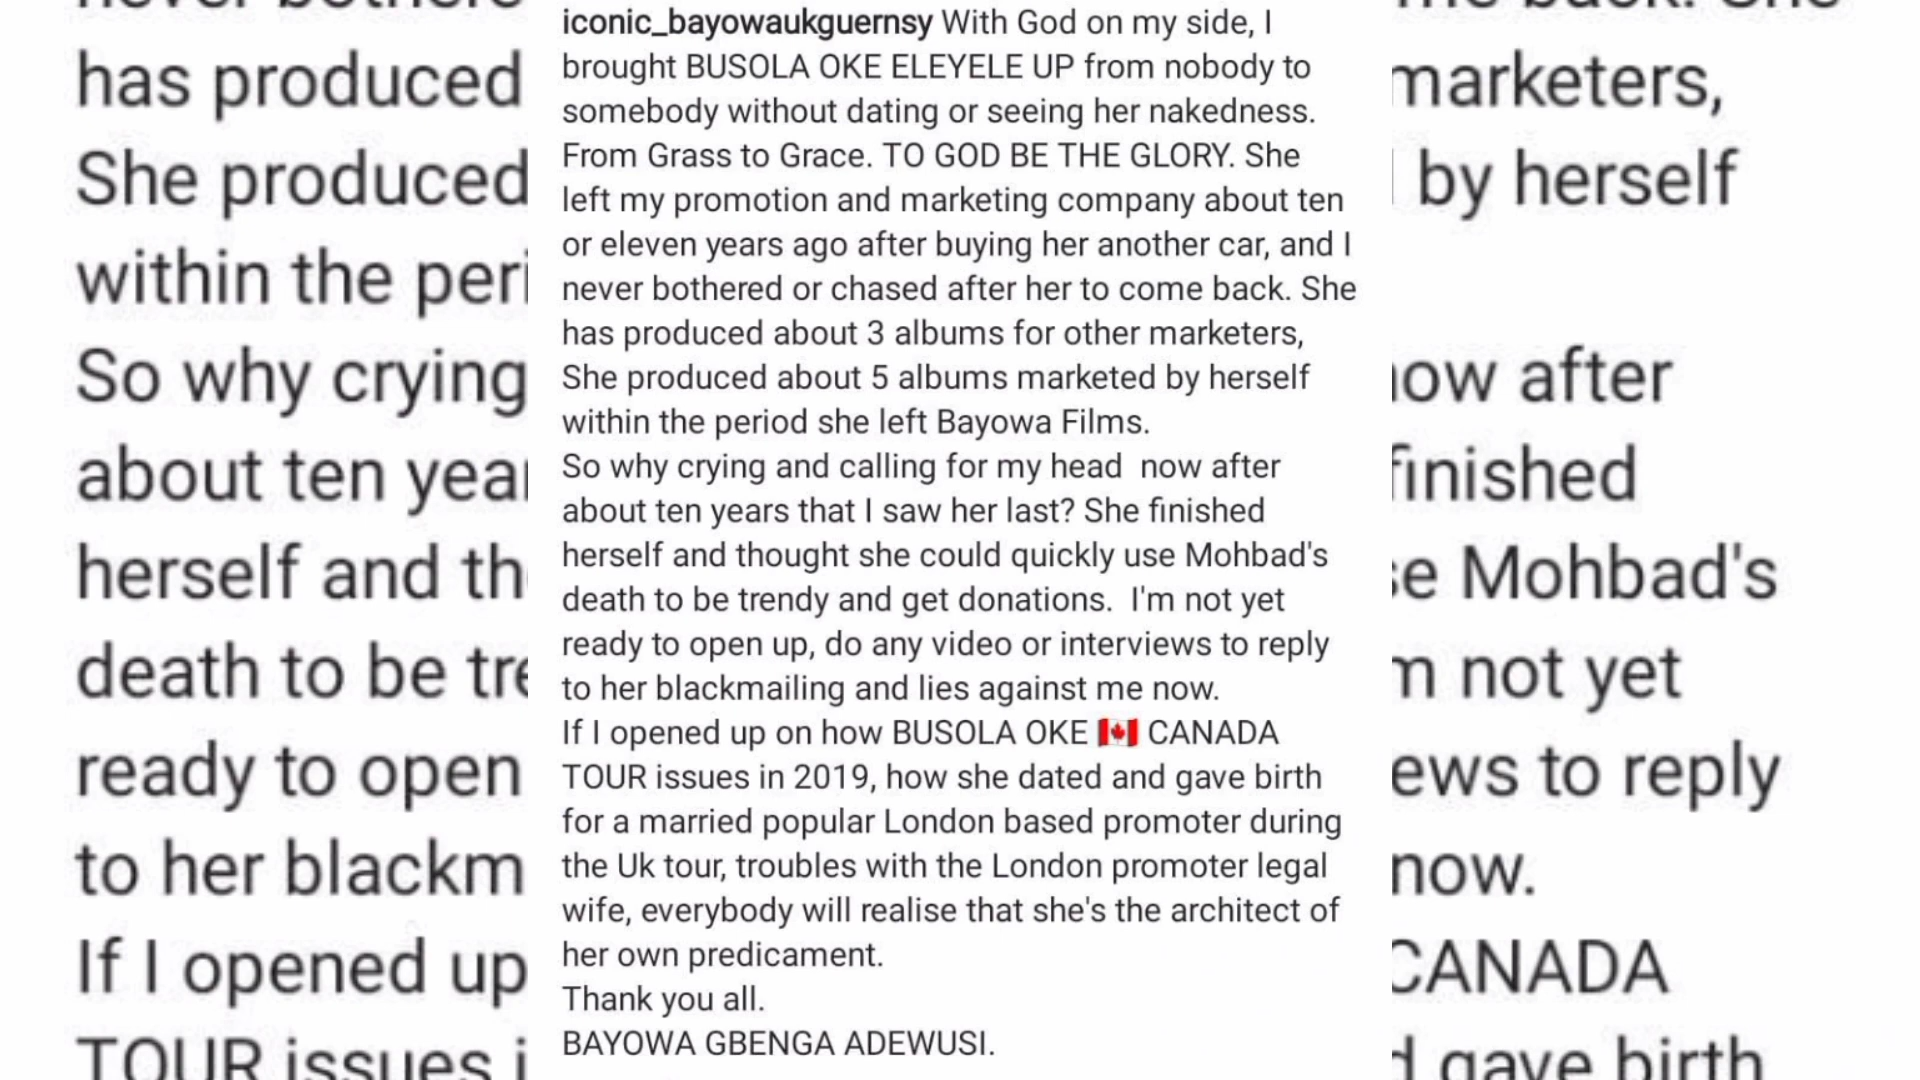 iconic_bayowaukguernsy With God on my side, I
brought BUSOLA OKE ELEYELE UP from nobody to
somebody without dating or seeing her nakedness.
From Grass to Grace. TO GOD BE THE GLORY. She
left my promotion and marketing company about ten
or eleven years ago after buying her another car, and I
never bothered or chased after her to come back. She
has produced about 3 albums for other marketers,
She produced about 5 albums marketed by herself
within the period she left Bayowa Films.
So why crying and calling for my head  now after
about ten years that I saw her last? She finished
herself and thought she could quickly use Mohbad's
death to be trendy and get donations.  I'm not yet
ready to open up, do any video or interviews to reply
to her blackmailing and lies against me now.
If I opened up on how BUSOLA OKE 🇨🇦 CANADA
TOUR issues in 2019, how she dated and gave birth
for a married popular London based promoter during
the Uk tour, troubles with the London promoter legal
wife, everybody will realise that she's the architect of
her own predicament.
Thank you all.
BAYOWA GBENGA ADEWUSI.
has produced
She produced
within the peri
So why crying
about ten yea
herself and th
death to be tre
ready to open
to her blackm
If I opened up
TOUR issues i
marketers,
by herself
ow after
finished
se Mohbad's
m not yet
ews to reply
now.
CANADA
d gave birth